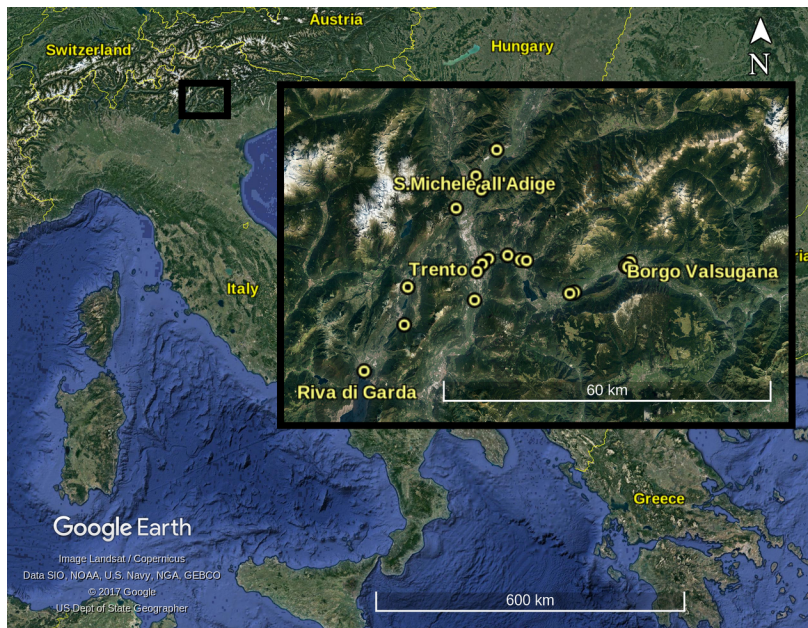 Austria
Switzerland
Hungary
N
S.Michele all'Adige
Trento
Borgo Valsugana
Italy
Riva di Garda
60 km
Greece
Google Earth
Image Landsat / Copernicus
Data SIO, NOAA, U.S. Navy, NGA, GEBCO
© 2017 Google
US Dept of State Geographer
600 km